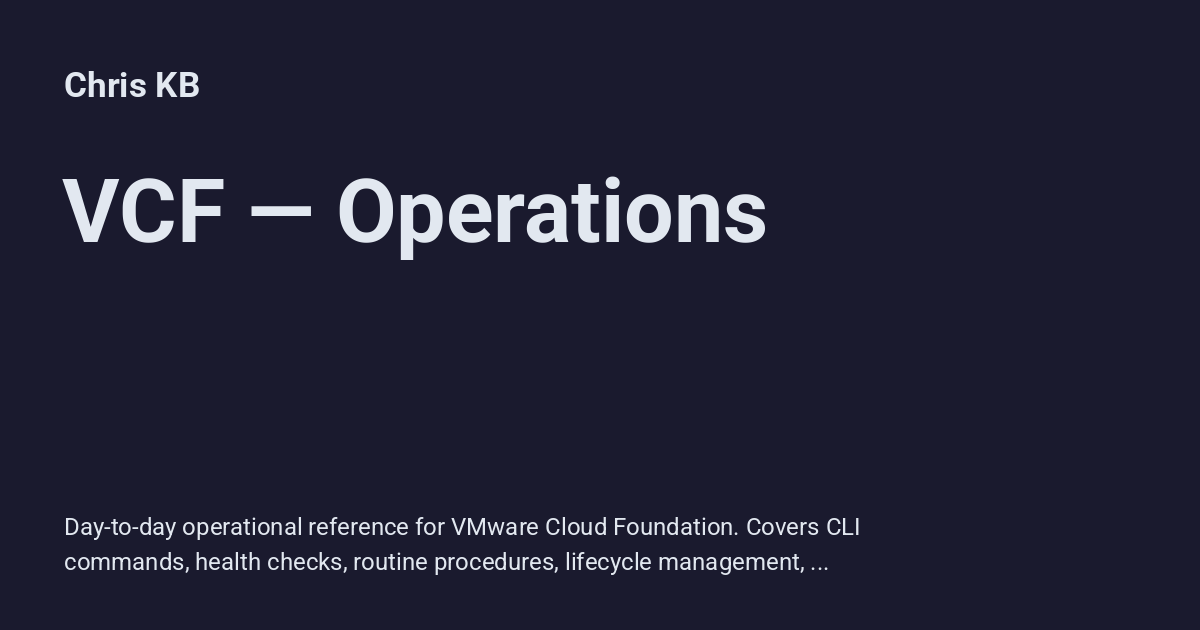 Chris KB
VCF — Operations
Day-to-day operational reference for VMware Cloud Foundation. Covers CLI
commands, health checks, routine procedures, lifecycle management, ...